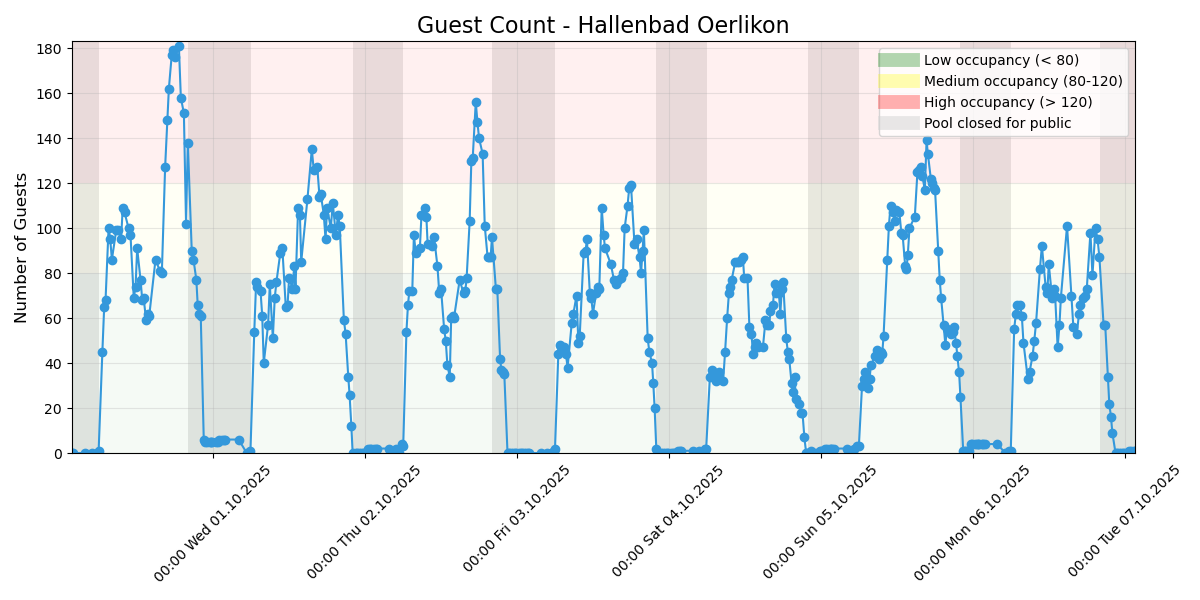 Guest Count - Hallenbad Oerlikon
Low occupancy (< 80)
Medium occupancy (80-120)
High occupancy (> 120)
Pool closed for public
Number of Guests
180
160
140
120
100
80
60
40
20
0
00:00 Wed 01.10.2025
00:00 Thu 02.10.2025
00:00 Fri 03.10.2025
00:00 Sat 04.10.2025
00:00 Sun 05.10.2025
00:00 Mon 06.10.2025
00:00 Tue 07.10.2025